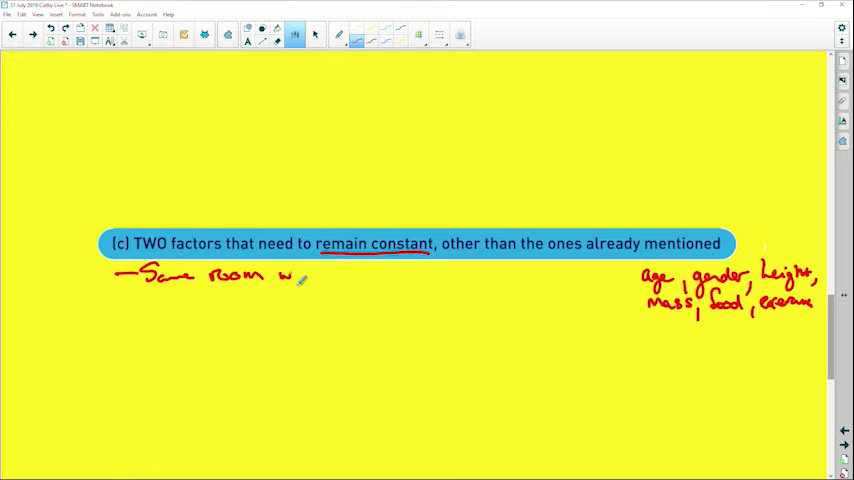 31 July 2019 Cathy Live * - SMART Notebook
File Edit View Insert Format Tools Add-ons Account Help
(c) TWO factors that need to remain constant, other than the ones already mentioned
— Same room w
age, gender, height,
mass, food, exercise